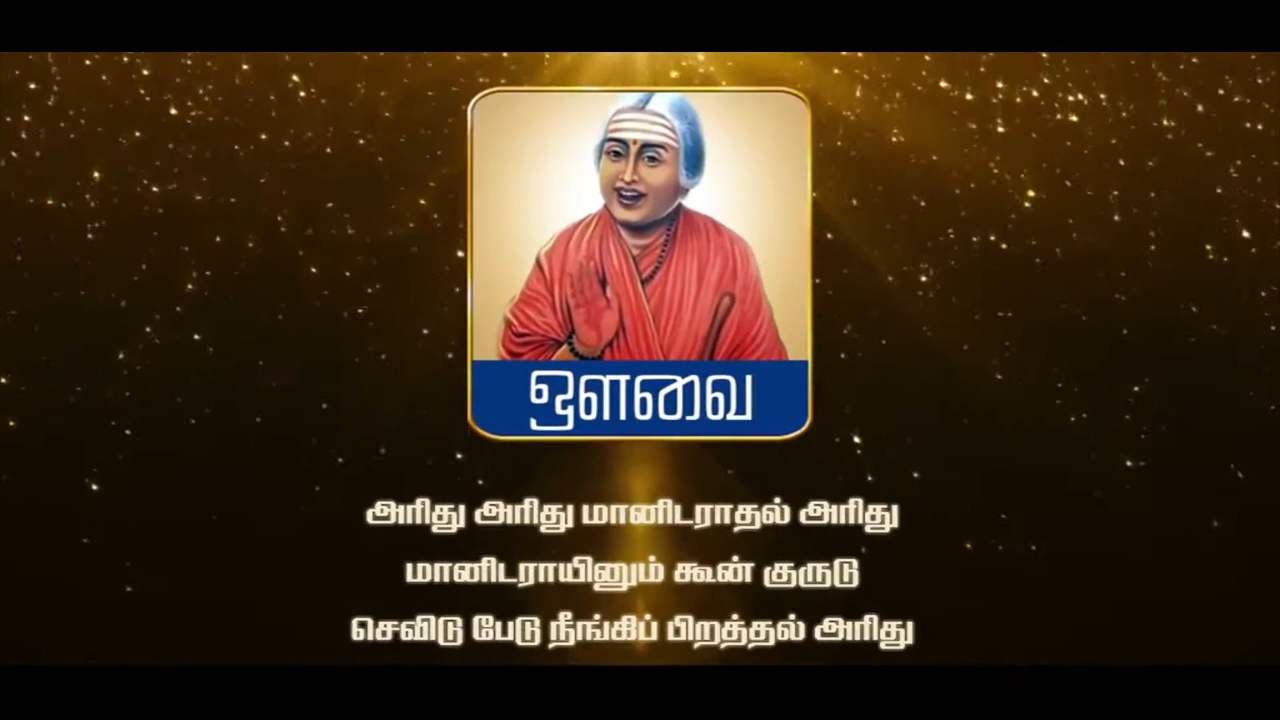 ஔவை
அரிது அரிது மானிடராதல் அரிது
மானிடராயினும் கூன் குருடு
செவிடு பேடு நீங்கிப் பிறத்தல் அரிது